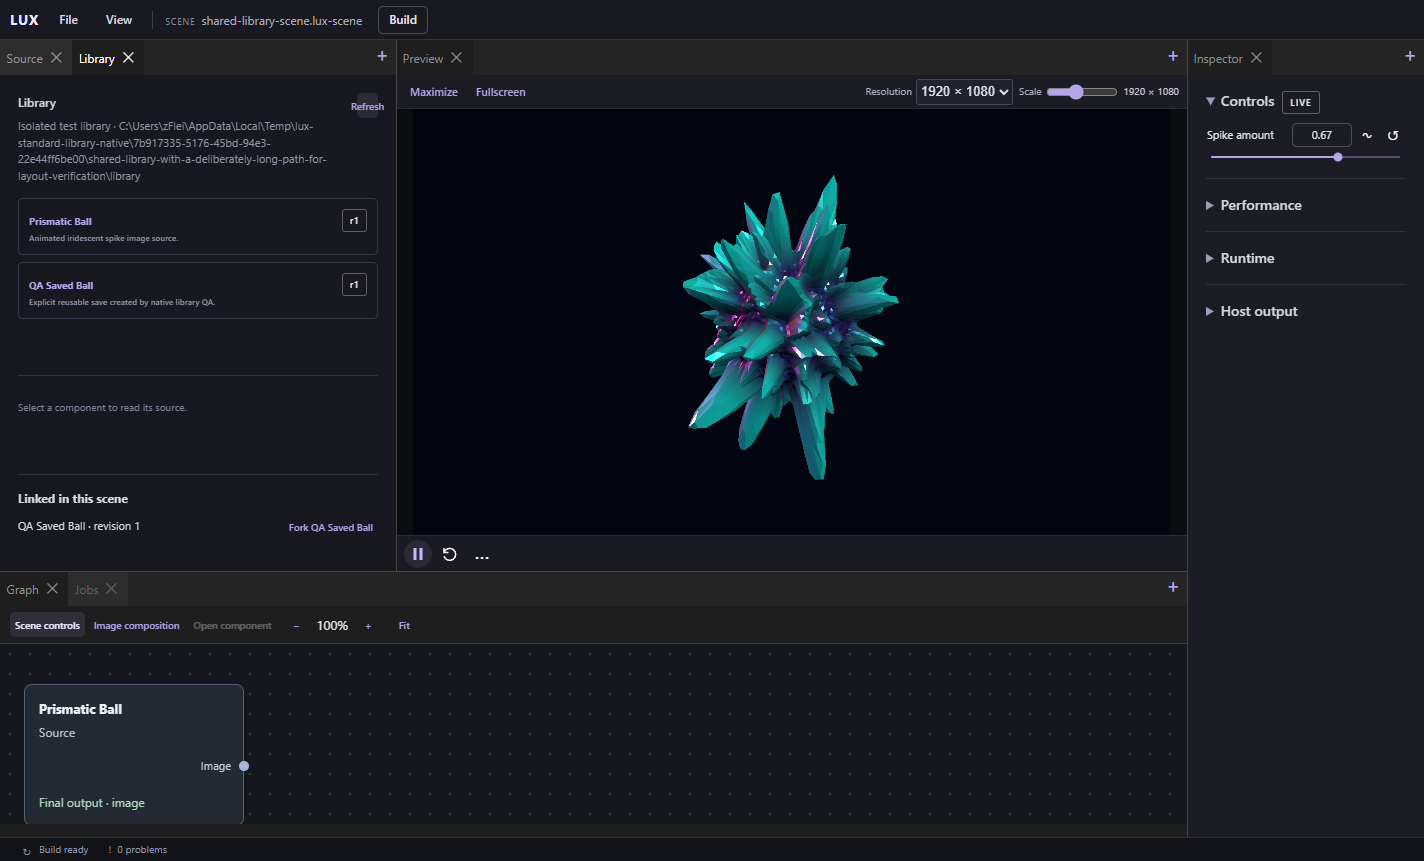 LUX File View SCENE shared-library-scene.lux-scene Build
Source Library +
Library Refresh
Isolated test library · C:\Users\zFlei\AppData\Local\Temp\lux-
standard-library-native\7b917335-5176-45bd-94e3-
22e44ff6be00\shared-library-with-a-deliberately-long-path-for-
layout-verification\library
Prismatic Ball r1
Animated iridescent spike image source.
QA Saved Ball r1
Explicit reusable save created by native library QA.
Select a component to read its source.
Linked in this scene
QA Saved Ball · revision 1 Fork QA Saved Ball
Preview +
Maximize Fullscreen Resolution 1920 × 1080 Scale 1920 × 1080
...
Inspector +
Controls LIVE
Spike amount 0.67
Performance
Runtime
Host output
Graph Jobs +
Scene controls Image composition Open component − 100% + Fit
Prismatic Ball
Source
Image
Final output · image
Build ready ! 0 problems